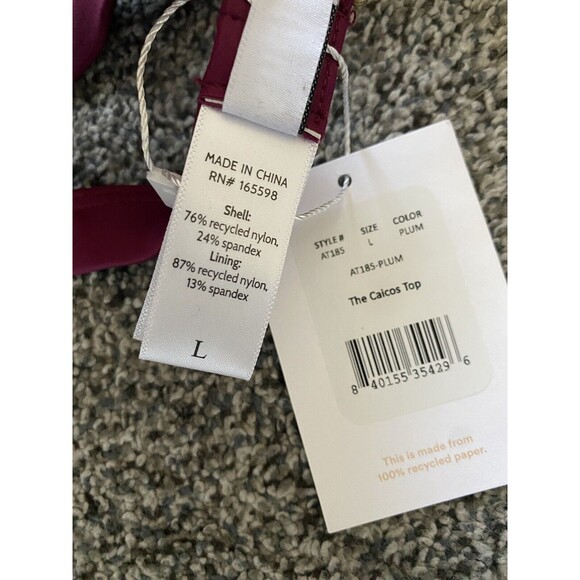 MADE IN CHINA
RN# 165598
Shell:
76% recycled nylon,
24% spandex
Lining:
87% recycled nylon,
13% spandex
L
STYLE # SIZE COLOR
AT185 L PLUM
AT185-PLUM
The Caicos Top
8 40155 35429 6
This is made from
100% recycled paper.